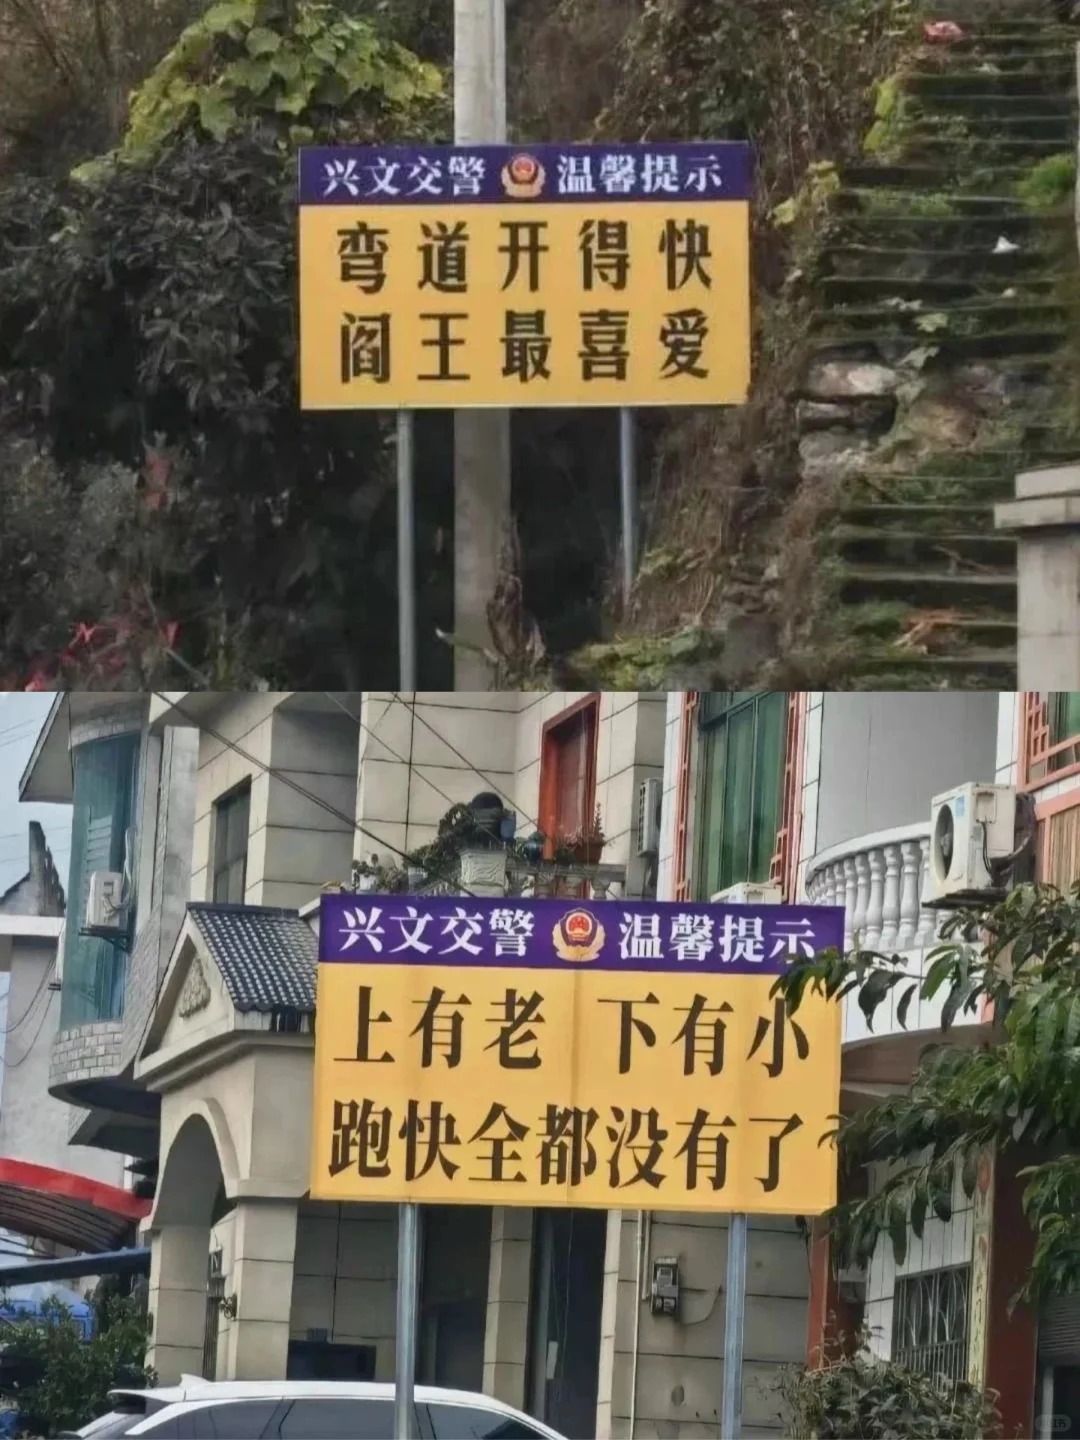 兴文交警 温馨提示
弯道开得快
阎王最喜爱
兴文交警 温馨提示
上有老 下有小
跑快全都没有了